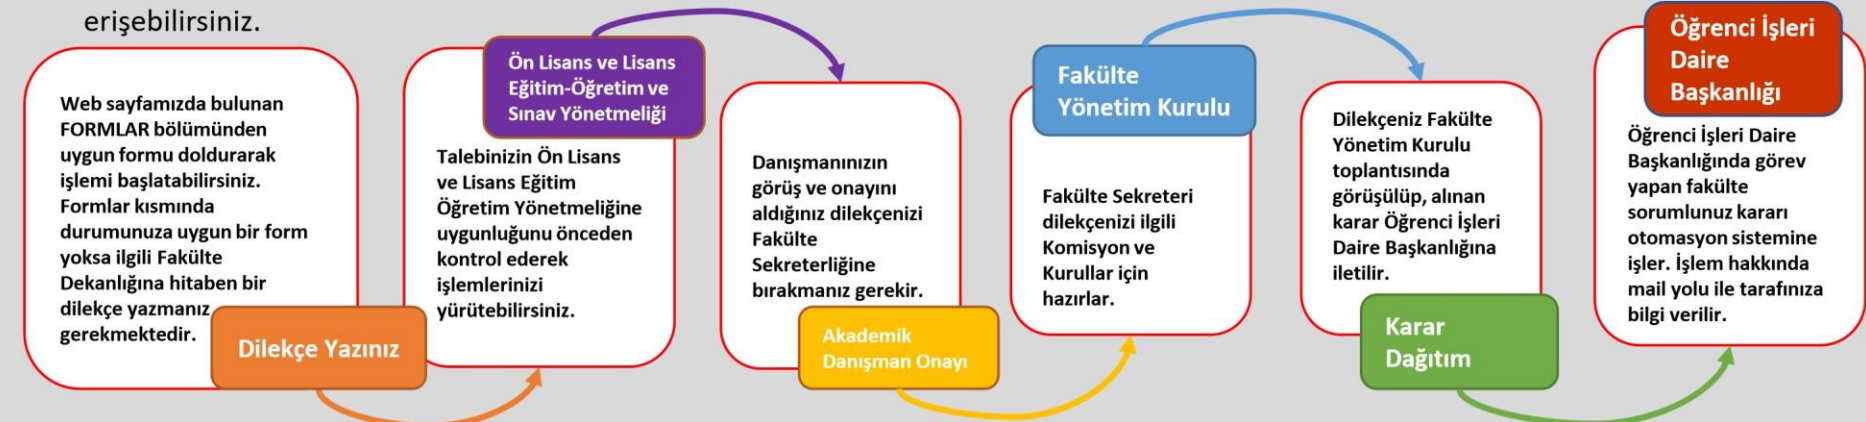 erişebilirsiniz.
Web sayfamızda bulunan
FORMLAR bölümünden
uygun formu doldurarak
işlemi başlatabilirsiniz.
Formlar kısmında
durumunuza uygun bir form
yoksa ilgili Fakülte
Dekanlığına hitaben bir
dilekçe yazmanız
gerekmektedir.
Dilekçe Yazınız
Ön Lisans ve Lisans
Eğitim-Öğretim ve
Sınav Yönetmeliği
Talebinizin Ön Lisans
ve Lisans Eğitim
Öğretim Yönetmeliğine
uygunluğunu önceden
kontrol ederek
işlemlerinizi
yürütebilirsiniz.
Danışmanınızın
görüş ve onayını
aldığınız dilekçenizi
Fakülte
Sekreterliğine
bırakmanız gerekir.
Akademik
Danışman Onayı
Fakülte
Yönetim Kurulu
Fakülte Sekreteri
dilekçenizi ilgili
Komisyon ve
Kurullar için
hazırlar.
Dilekçeniz Fakülte
Yönetim Kurulu
toplantısında
görüşülüp, alınan
karar Öğrenci İşleri
Daire Başkanlığına
iletilir.
Karar
Dağıtım
Öğrenci İşleri
Daire
Başkanlığı
Öğrenci İşleri Daire
Başkanlığında görev
yapan fakülte
sorumlunuz kararı
otomasyon sistemine
işler. İşlem hakkında
mail yolu ile tarafınıza
bilgi verilir.